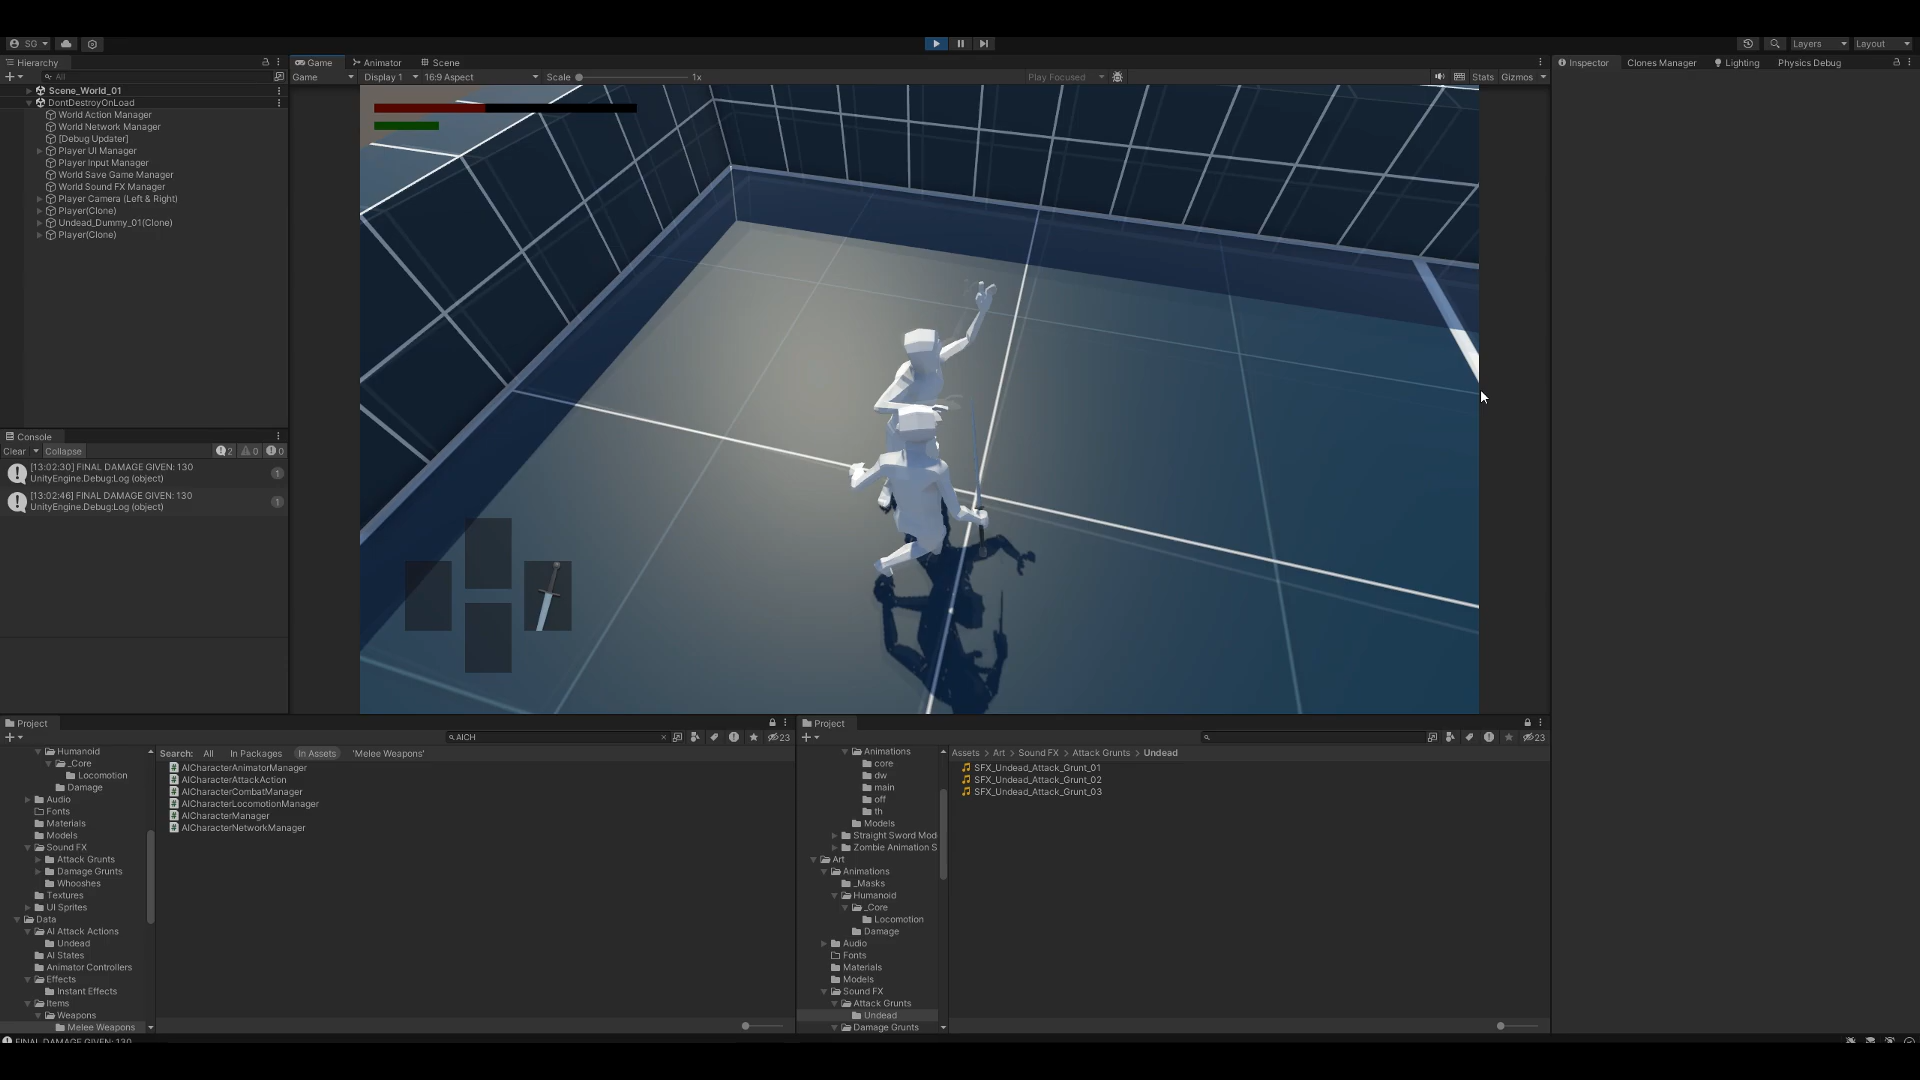 SG
Layers
Layout
Hierarchy
All
Scene_World_01
DontDestroyOnLoad
World Action Manager
World Network Manager
[Debug Updater]
Player UI Manager
Player Input Manager
World Save Game Manager
World Sound FX Manager
Player Camera (Left & Right)
Player(Clone)
Undead_Dummy_01(Clone)
Player(Clone)
Game
Animator
Scene
Game
Display 1
16:9 Aspect
Scale
1x
Play Focused
Stats
Gizmos
Inspector
Clones Manager
Lighting
Physics Debug
Console
Clear
Collapse
2
0
0
[13:02:30] FINAL DAMAGE GIVEN: 130
UnityEngine.Debug:Log (object)
1
[13:02:46] FINAL DAMAGE GIVEN: 130
UnityEngine.Debug:Log (object)
1
Project
AICH
23
Humanoid
_Core
Locomotion
Damage
Audio
Fonts
Materials
Models
Sound FX
Attack Grunts
Damage Grunts
Whooshes
Textures
UI Sprites
Data
AI Attack Actions
Undead
AI States
Animator Controllers
Effects
Instant Effects
Items
Weapons
Melee Weapons
Search:
All
In Packages
In Assets
'Melee Weapons'
AICharacterAnimatorManager
AICharacterAttackAction
AICharacterCombatManager
AICharacterLocomotionManager
AICharacterManager
AICharacterNetworkManager
Project
23
Animations
core
dw
main
off
th
Models
Straight Sword Mod
Zombie Animation S
Art
Animations
_Masks
Humanoid
_Core
Locomotion
Damage
Audio
Fonts
Materials
Models
Sound FX
Attack Grunts
Undead
Damage Grunts
Assets > Art > Sound FX > Attack Grunts > Undead
SFX_Undead_Attack_Grunt_01
SFX_Undead_Attack_Grunt_02
SFX_Undead_Attack_Grunt_03
FINAL DAMAGE GIVEN: 130